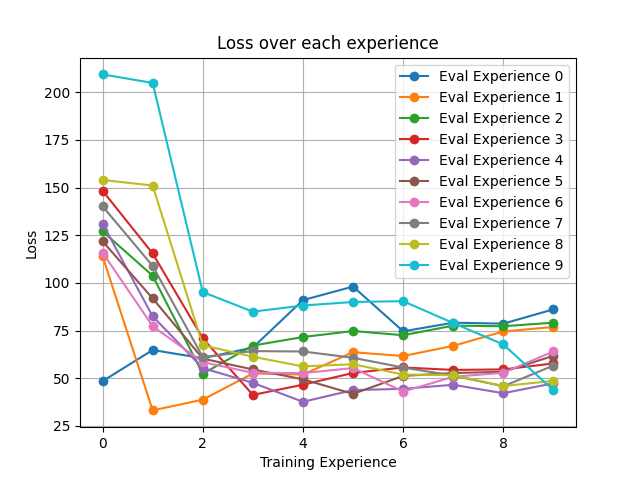 Loss over each experience
Loss
200
175
150
125
100
75
50
25
Eval Experience 0
Eval Experience 1
Eval Experience 2
Eval Experience 3
Eval Experience 4
Eval Experience 5
Eval Experience 6
Eval Experience 7
Eval Experience 8
Eval Experience 9
0 2 4 6 8
Training Experience